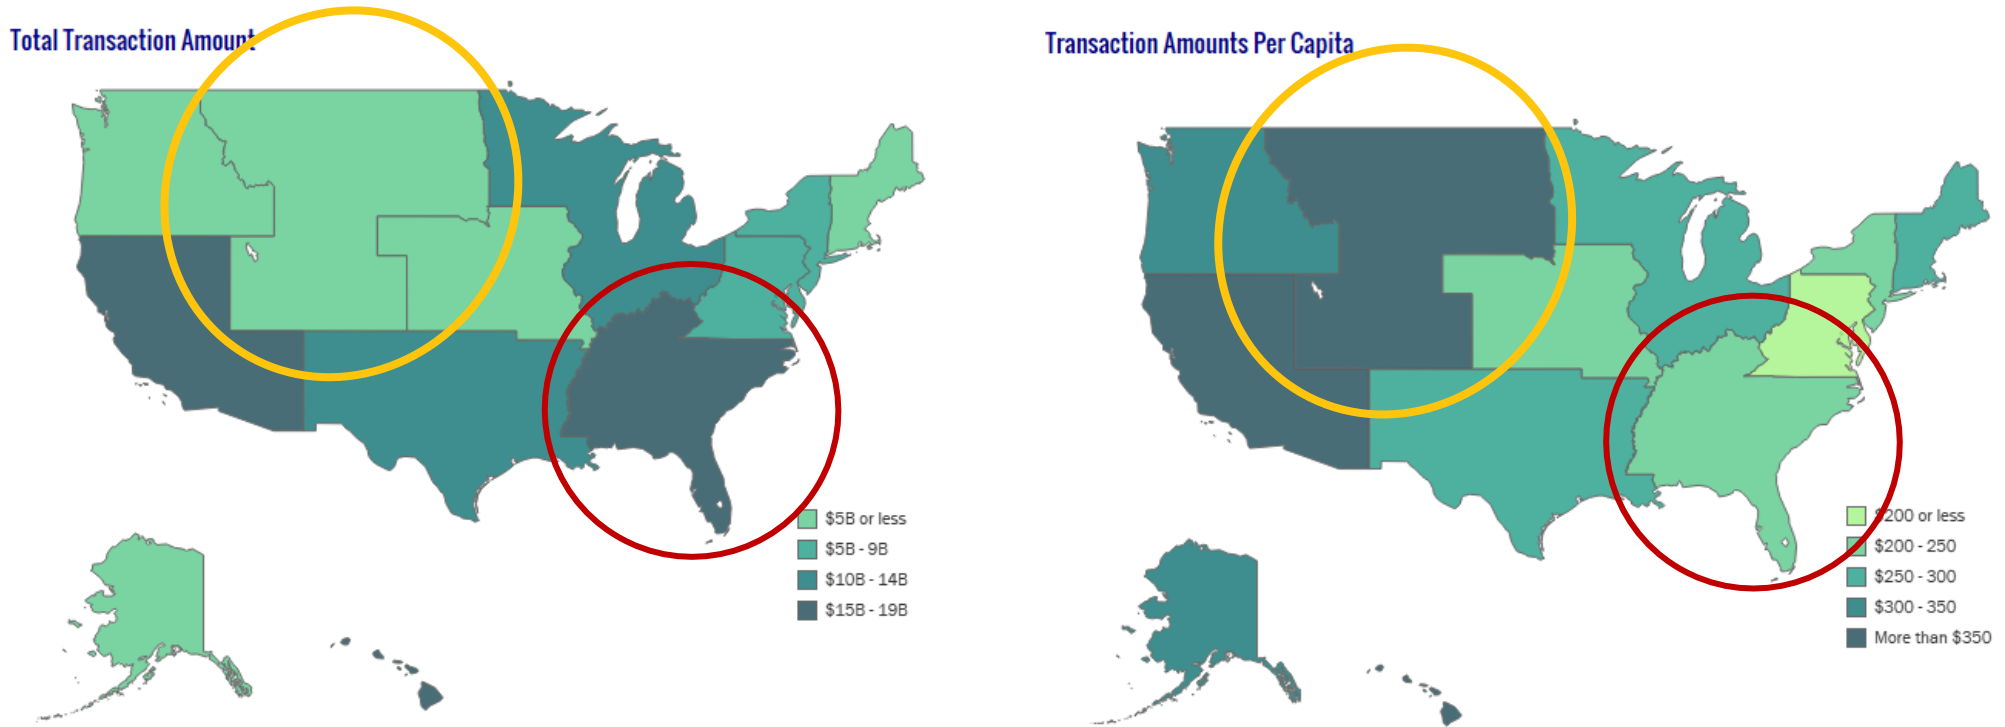 Total Transaction Amount
$5B or less
$5B - 9B
$10B - 14B
$15B - 19B
Transaction Amounts Per Capita
$200 or less
$200 - 250
$250 - 300
$300 - 350
More than $350